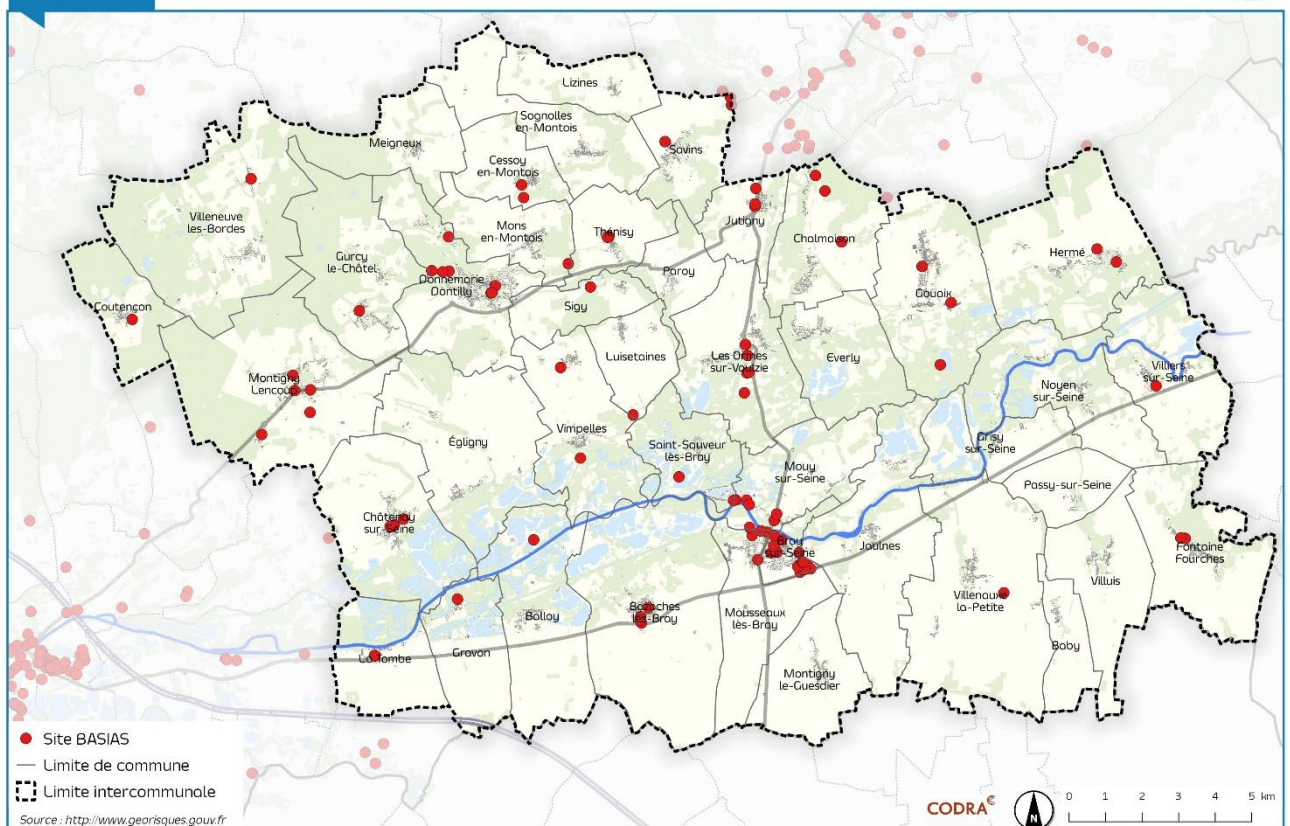 Lizines
Sognolles
en-Montois
Meigneux
Savins
Cessoy
en-Montois
Villeneuve
les-Bordes
Mons
en-Montois
Thénisy
Jutigny
Chalmaison
Gurcy
le-Châtel
Hermé
Paroy
Donnemarie
Dontilly
Gouaix
Sigy
Coutençon
Luisetaines
Les Ormes
sur-Voulzie
Everly
Montigny
Lencoup
Villiers
sur-Seine
Noyen
sur-Seine
Vimpelles
Égligny
Saint-Sauveur
lès-Bray
Grisy
sur-Seine
Mouy
sur-Seine
Passy-sur-Seine
Châtenay
sur-Seine
Bray
sur-Seine
Jaulnes
Fontaine
Fourches
Villuis
Villenauxe
la-Petite
Bazoches
lès-Bray
Balloy
Mousseaux
lès-Bray
Baby
La Tombe
Gravon
Montigny
le-Guesdier
Site BASIAS
Limite de commune
Limite intercommunale
Source : http://www.georisques.gouv.fr
CODRA
N
0 1 2 3 4 5 km